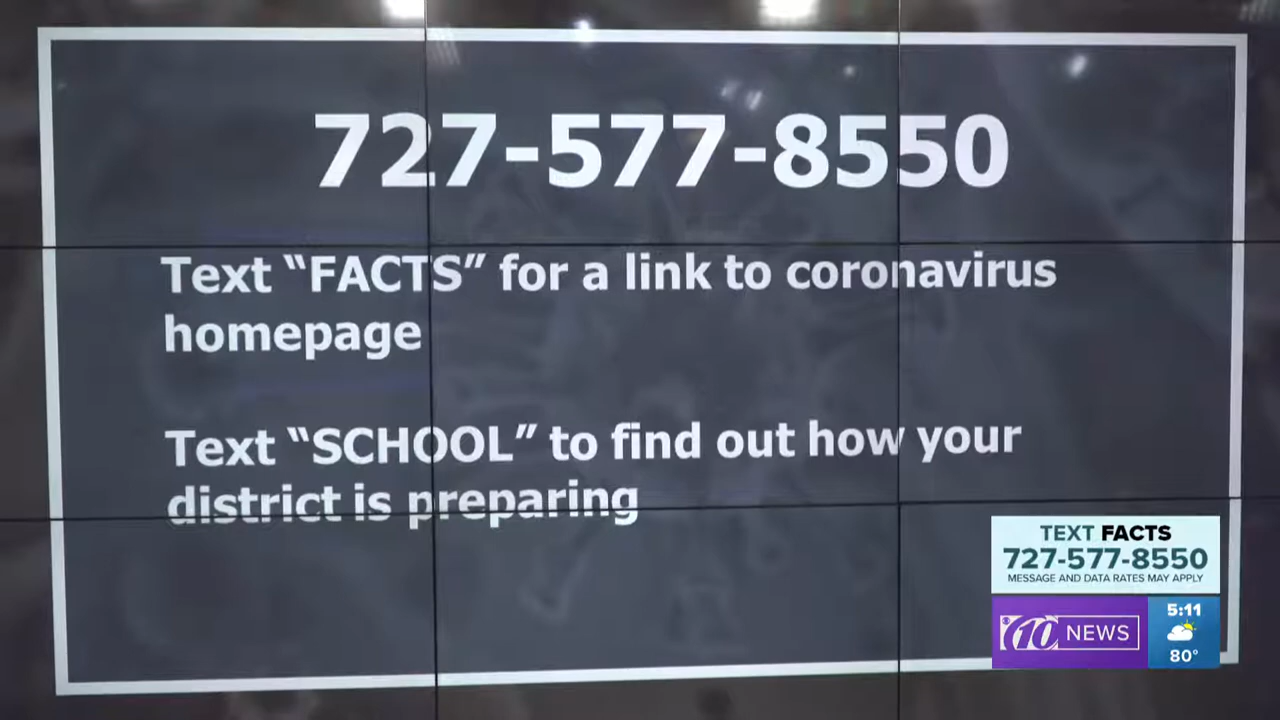 727-577-8550
Text “FACTS” for a link to coronavirus
homepage
Text “SCHOOL” to find out how your
district is preparing
TEXT FACTS
727-577-8550
MESSAGE AND DATA RATES MAY APPLY
10 NEWS
5:11
80°